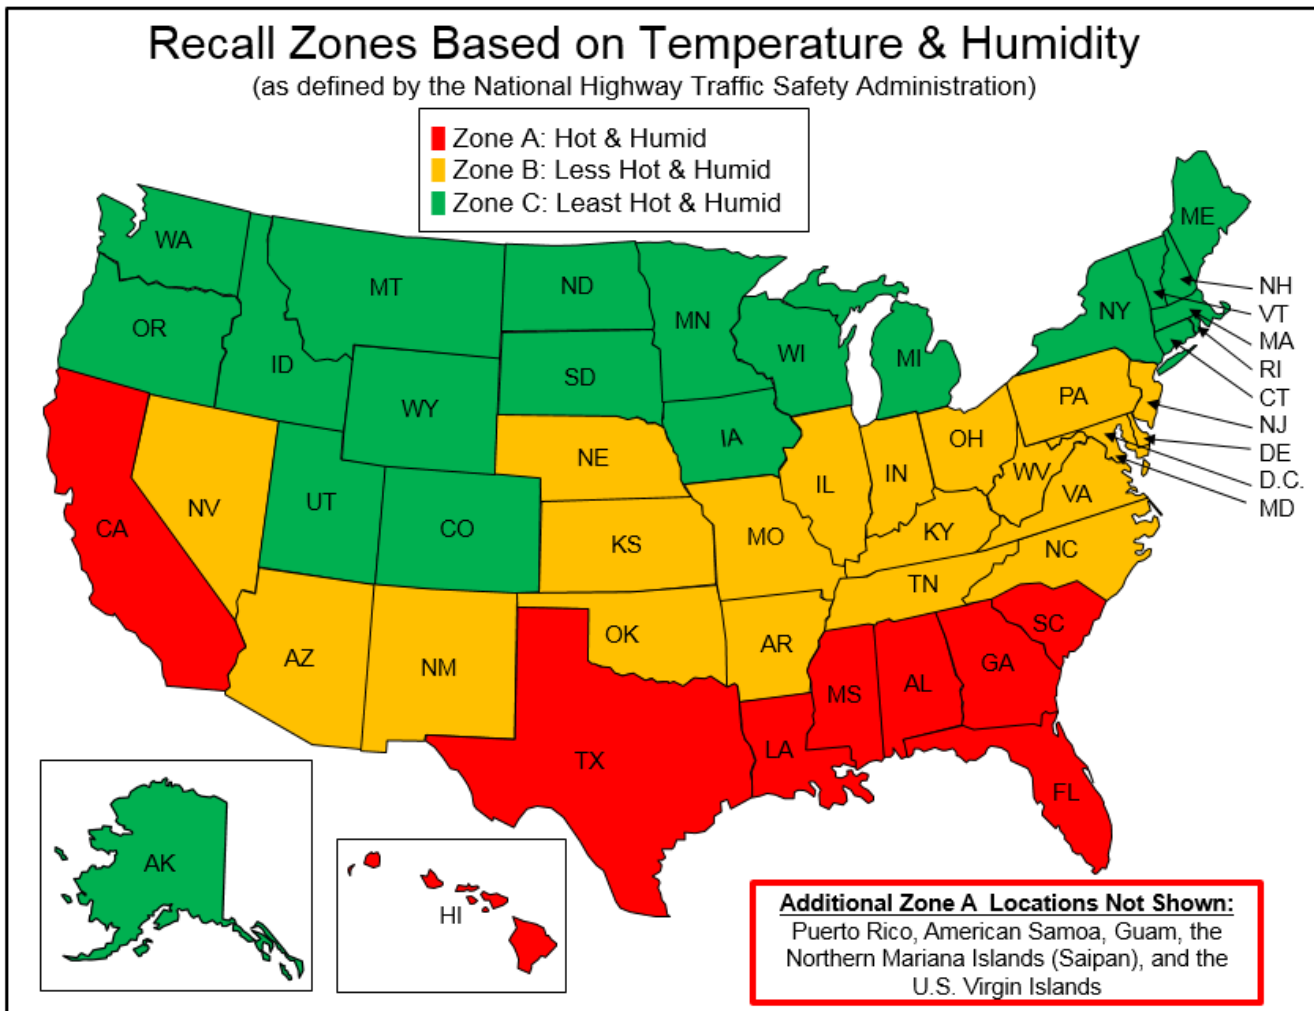 Recall Zones Based on Temperature & Humidity
(as defined by the National Highway Traffic Safety Administration)
Zone A: Hot & Humid
Zone B: Less Hot & Humid
Zone C: Least Hot & Humid
WA
OR
ID
MT
WY
ND
SD
MN
WI
MI
IA
NY
ME
NH
VT
MA
RI
CT
NJ
DE
D.C.
MD
PA
OH
IN
IL
WV
VA
KY
NC
TN
NE
KS
MO
OK
AR
CA
NV
UT
CO
AZ
NM
TX
LA
MS
AL
GA
SC
FL
AK
HI
Additional Zone A Locations Not Shown:
Puerto Rico, American Samoa, Guam, the
Northern Mariana Islands (Saipan), and the
U.S. Virgin Islands